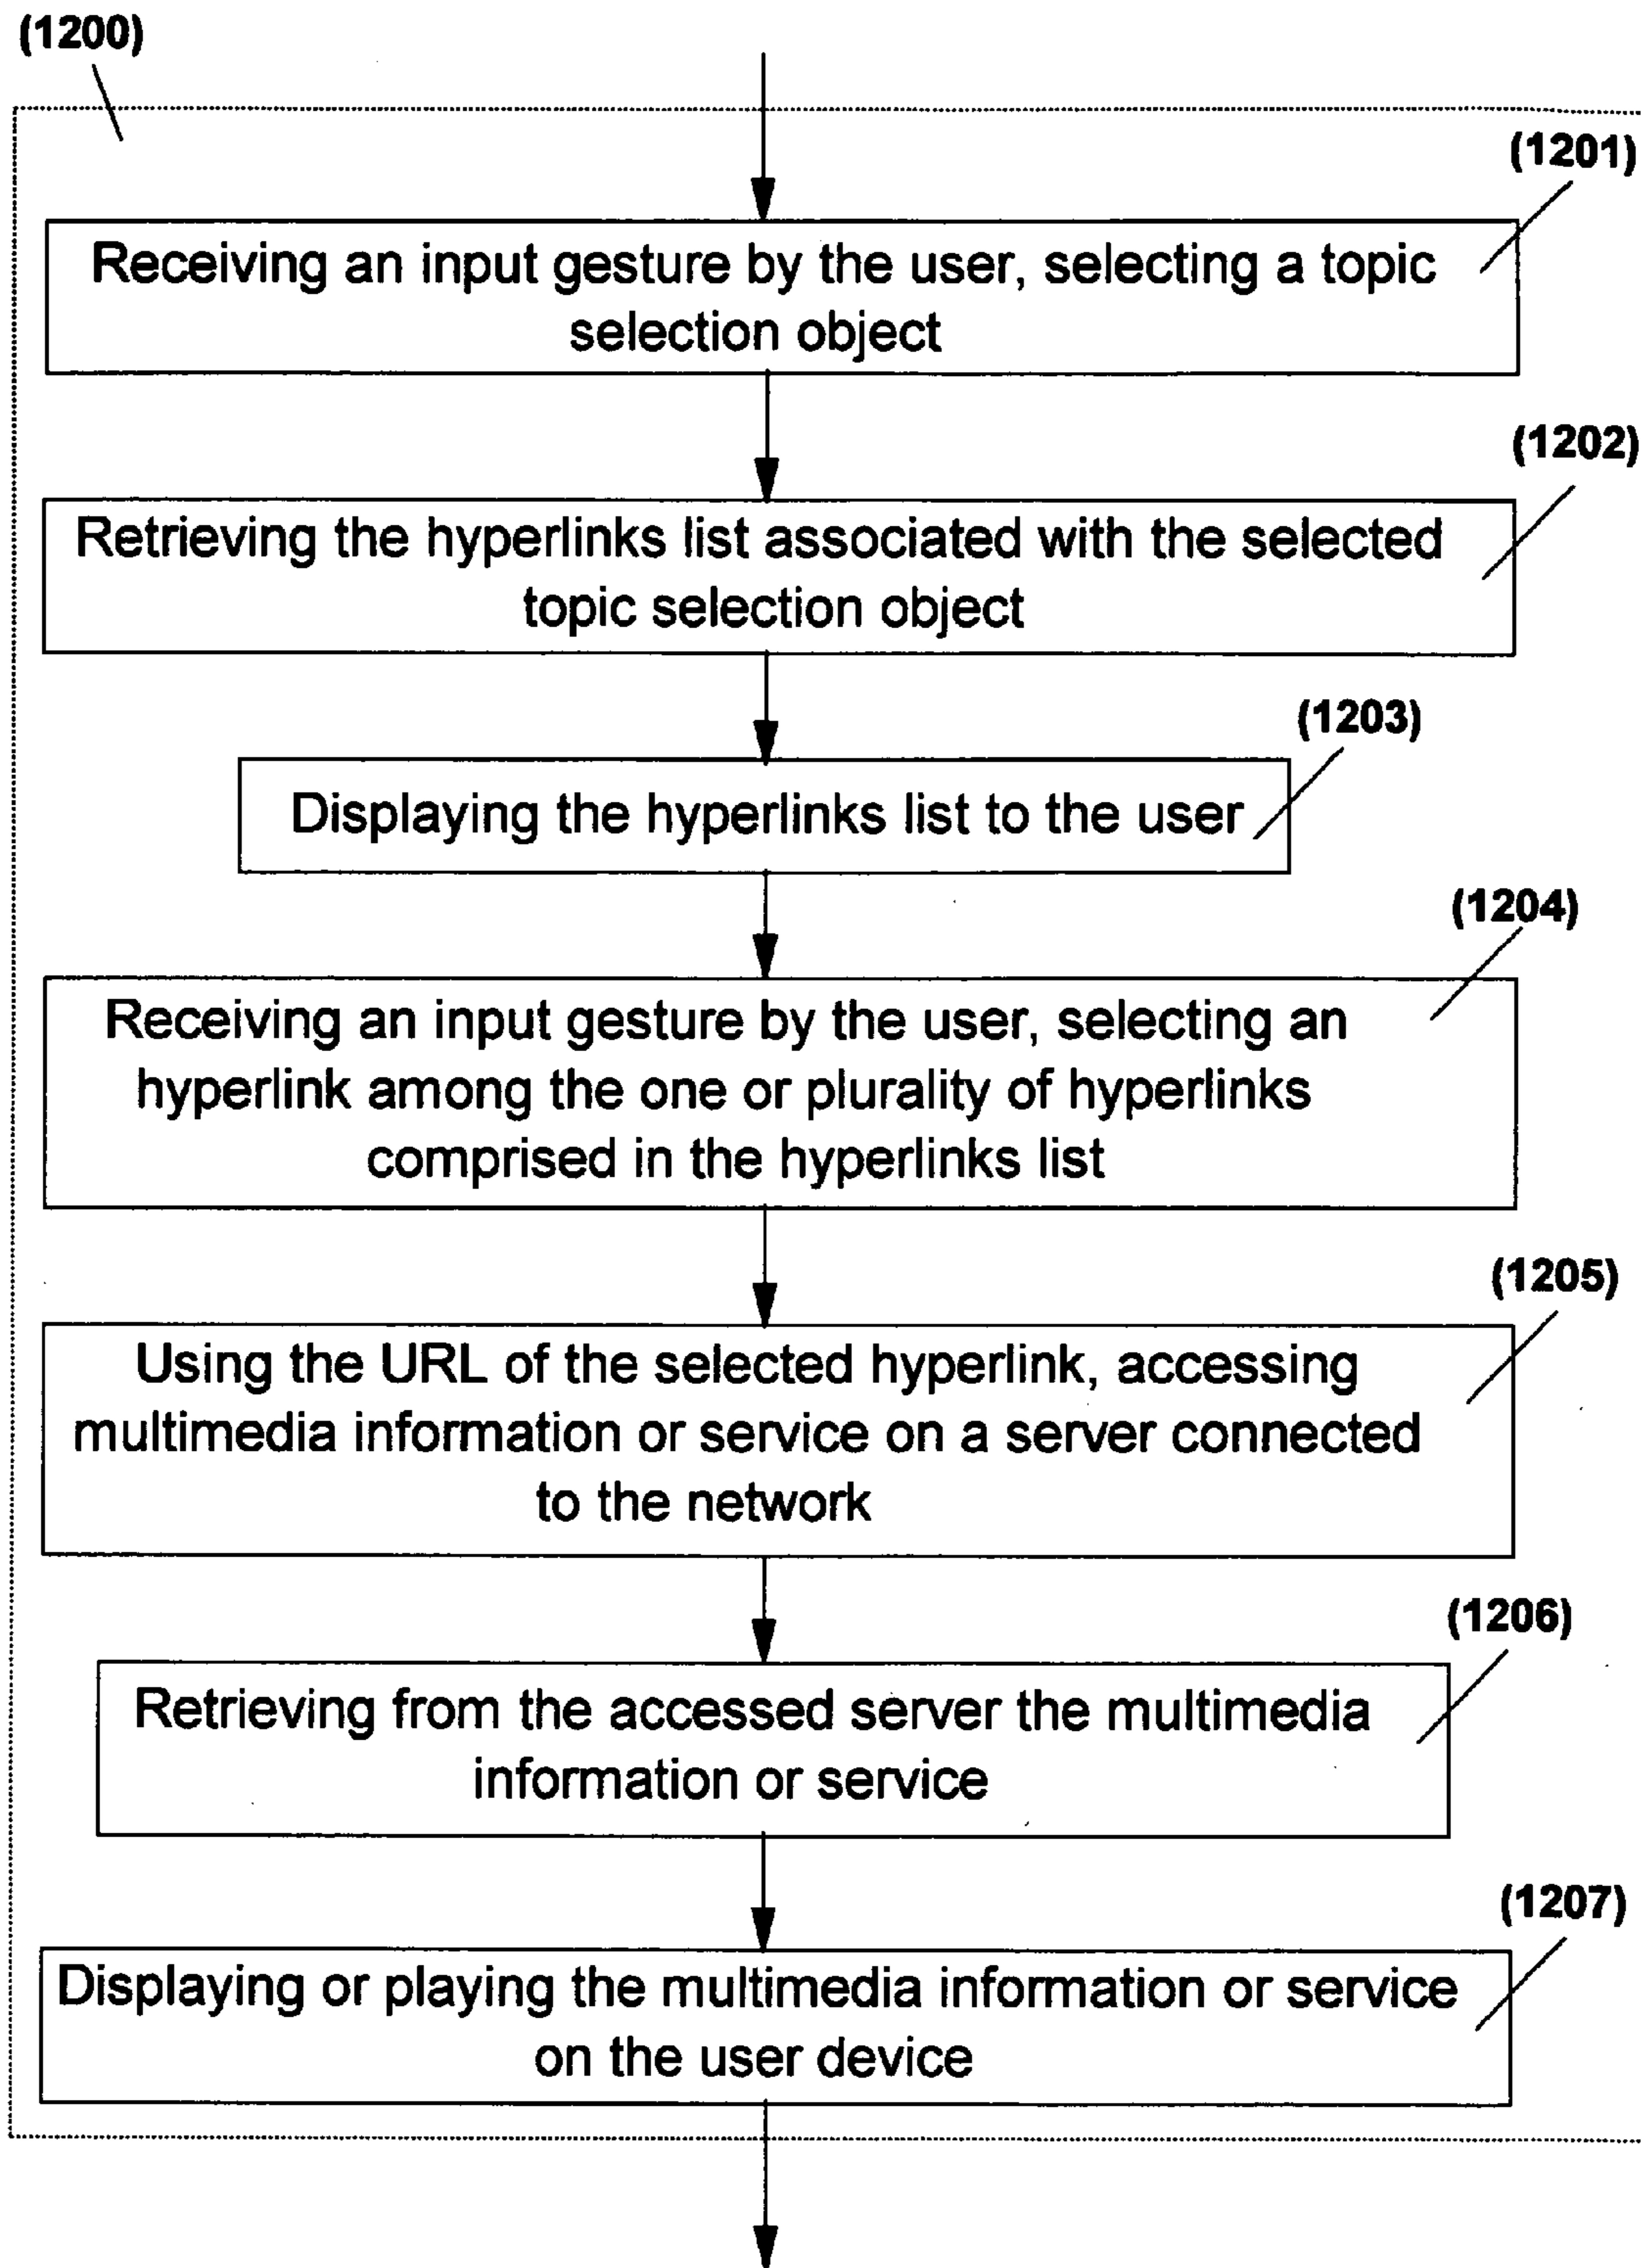 (1200)
(1201)
Receiving an input gesture by the user, selecting a topic
selection object
(1202)
Retrieving the hyperlinks list associated with the selected
topic selection object
(1203)
Displaying the hyperlinks list to the user
(1204)
Receiving an input gesture by the user, selecting an
hyperlink among the one or plurality of hyperlinks
comprised in the hyperlinks list
(1205)
Using the URL of the selected hyperlink, accessing
multimedia information or service on a server connected
to the network
(1206)
Retrieving from the accessed server the multimedia
information or service
(1207)
Displaying or playing the multimedia information or service
on the user device